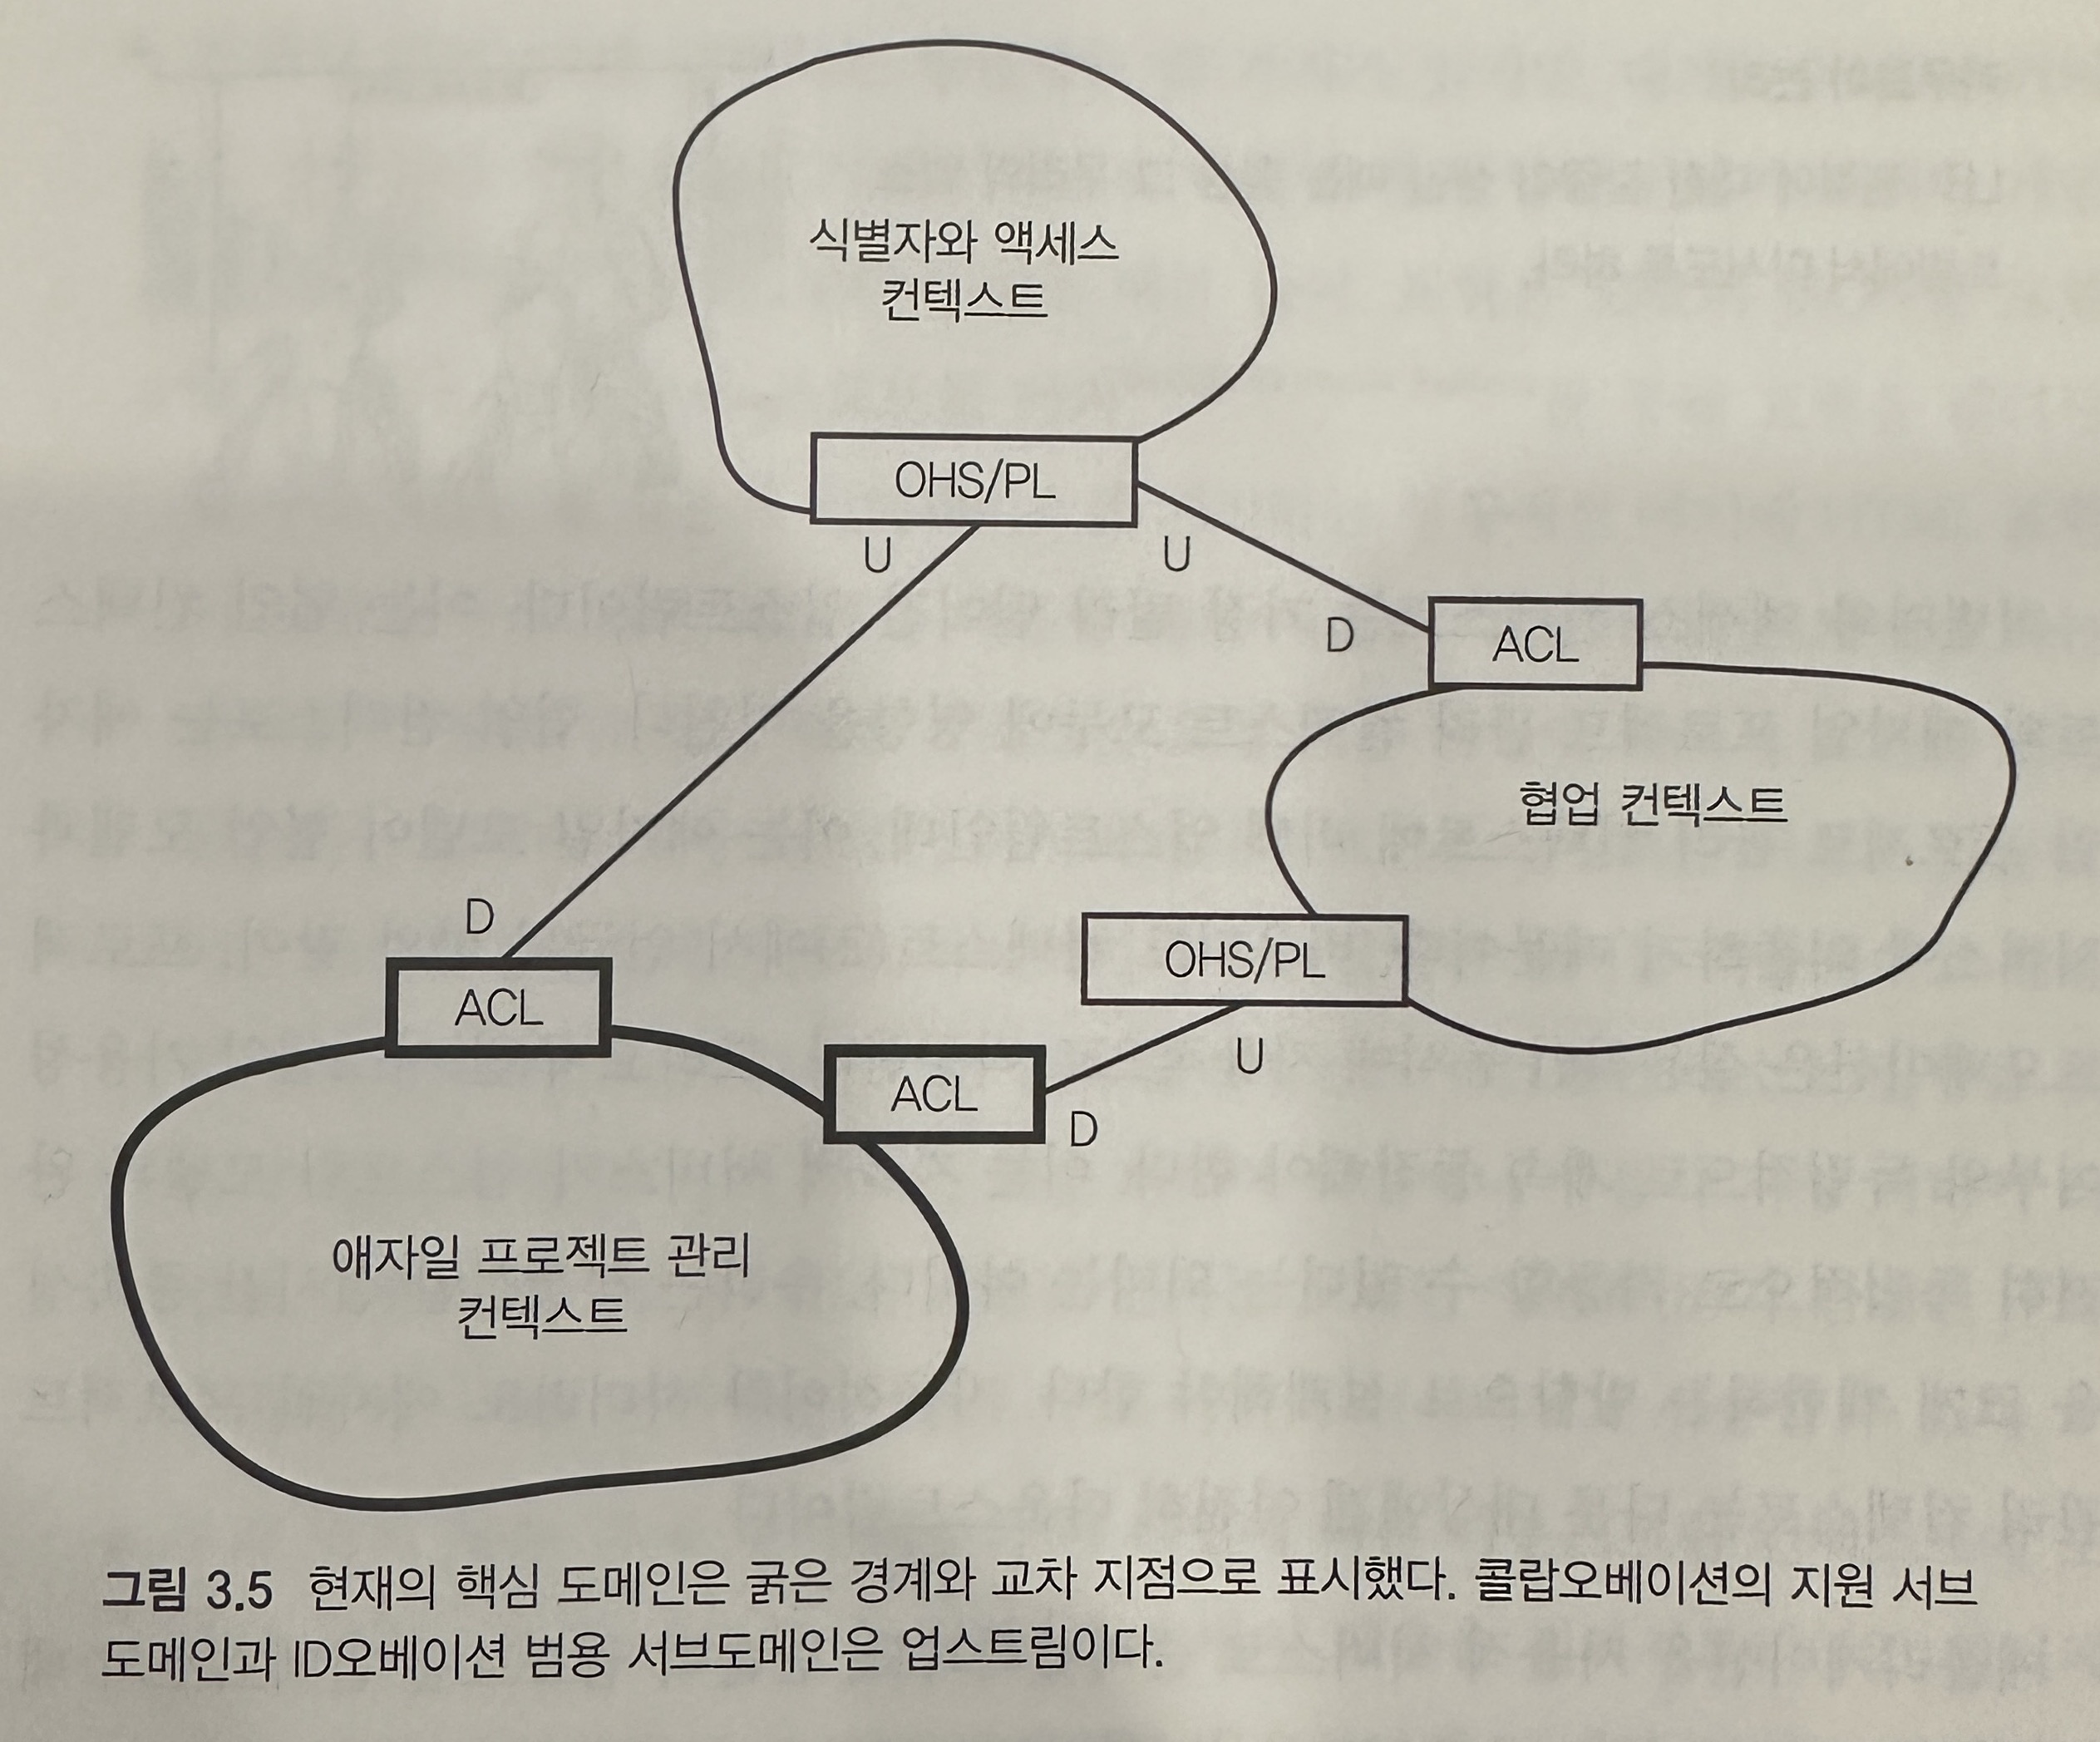 식별자와 액세스
컨텍스트
OHS/PL
U
U
D
ACL
협업 컨텍스트
D
OHS/PL
ACL
U
ACL
D
애자일 프로젝트 관리
컨텍스트
그림 3.5 현재의 핵심 도메인은 굵은 경계와 교차 지점으로 표시했다. 콜랍오베이션의 지원 서브
도메인과 ID오베이션 범용 서브도메인은 업스트림이다.